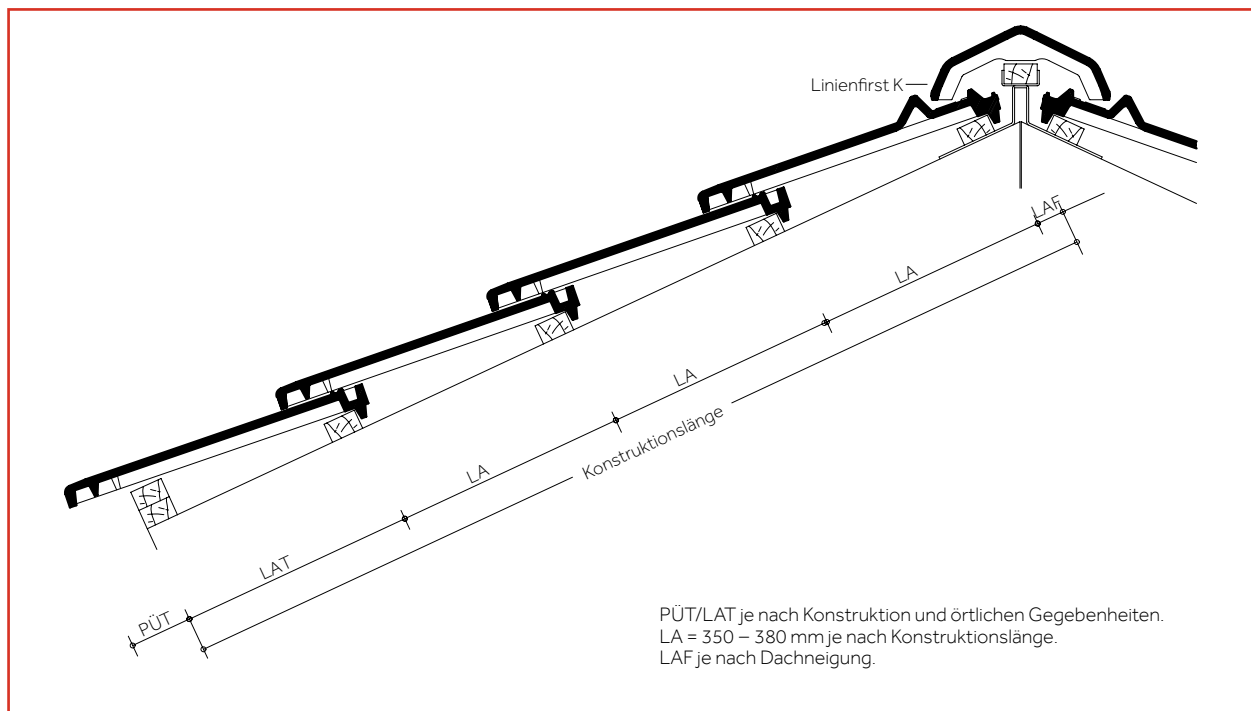 Linienfirst K
LAF
LA
LA
Konstruktionslänge
LA
LAT
PÜT
PÜT/LAT je nach Konstruktion und örtlichen Gegebenheiten.
LA = 350 – 380 mm je nach Konstruktionslänge.
LAF je nach Dachneigung.